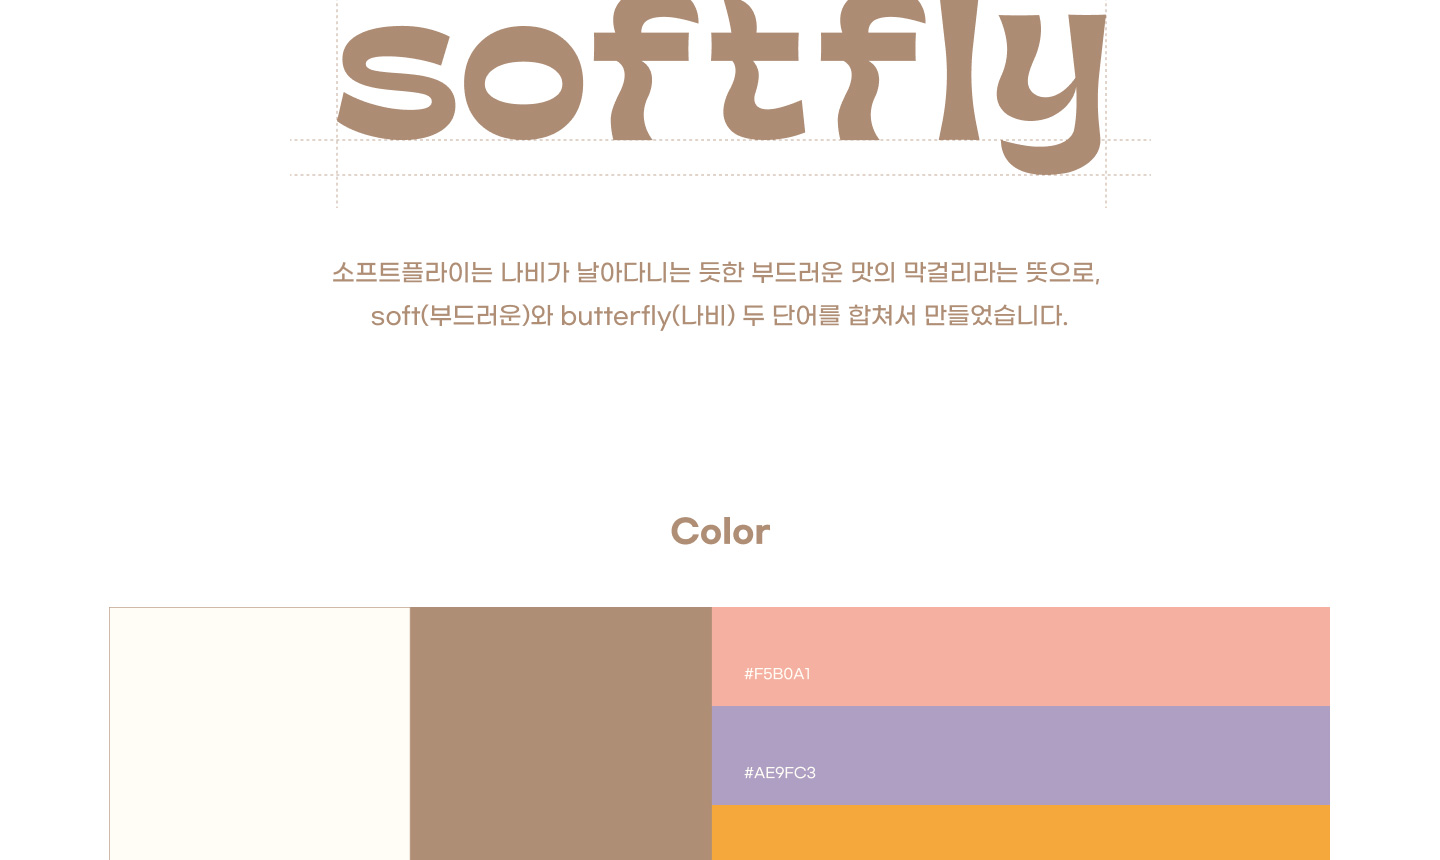 softfly
소프트플라이는 나비가 날아다니는 듯한 부드러운 맛의 막걸리라는 뜻으로,
soft(부드러운)와 butterfly(나비) 두 단어를 합쳐서 만들었습니다.
Color
#F5B0A1
#AE9FC3